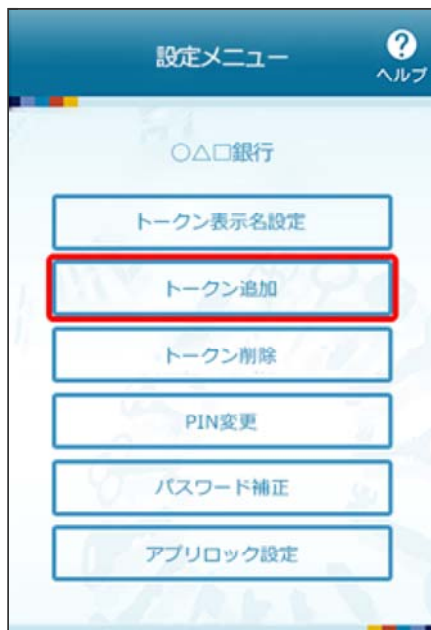 設定メニュー
?
ヘルプ
○△□銀行
トークン表示名設定
トークン追加
トークン削除
PIN変更
パスワード補正
アプリロック設定